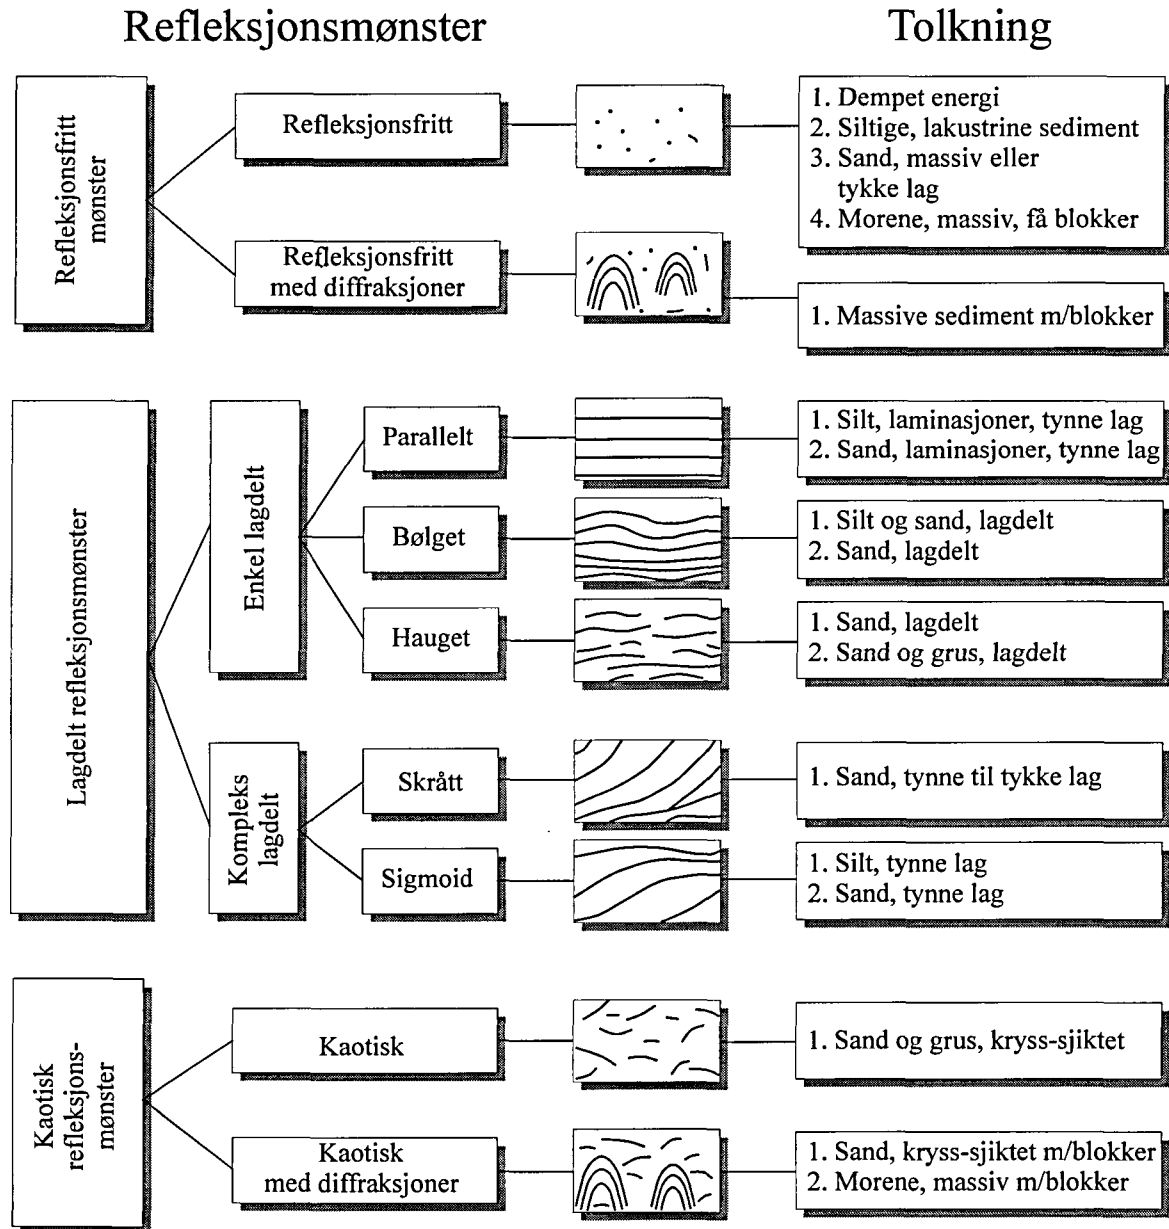 Refleksjonsmønster
Tolkning
Refleksjonsfritt
mønster
Refleksjonsfritt
1. Dempet energi
2. Siltige, lakustrine sediment
3. Sand, massiv eller
tykke lag
4. Morene, massiv, få blokker
Refleksjonsfritt
med diffraksjoner
1. Massive sediment m/blokker
Lagdelt refleksjonsmønster
Enkel lagdelt
Parallelt
1. Silt, laminasjoner, tynne lag
2. Sand, laminasjoner, tynne lag
Bølget
1. Silt og sand, lagdelt
2. Sand, lagdelt
Hauget
1. Sand, lagdelt
2. Sand og grus, lagdelt
Kompleks
lagdelt
Skrått
1. Sand, tynne til tykke lag
Sigmoid
1. Silt, tynne lag
2. Sand, tynne lag
Kaotisk
refleksjons-
mønster
Kaotisk
1. Sand og grus, kryss-sjiktet
Kaotisk
med diffraksjoner
1. Sand, kryss-sjiktet m/blokker
2. Morene, massiv m/blokker